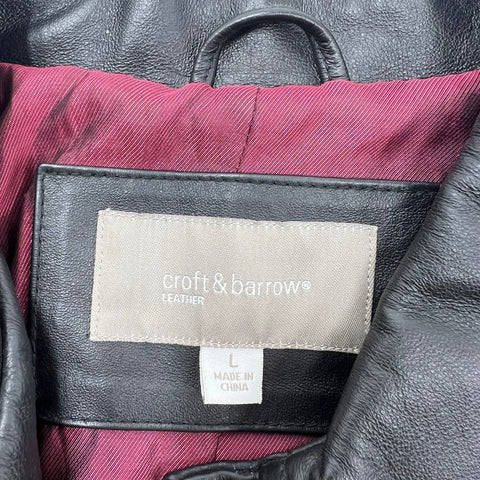 croft & barrow®
LEATHER
L
MADE IN
CHINA